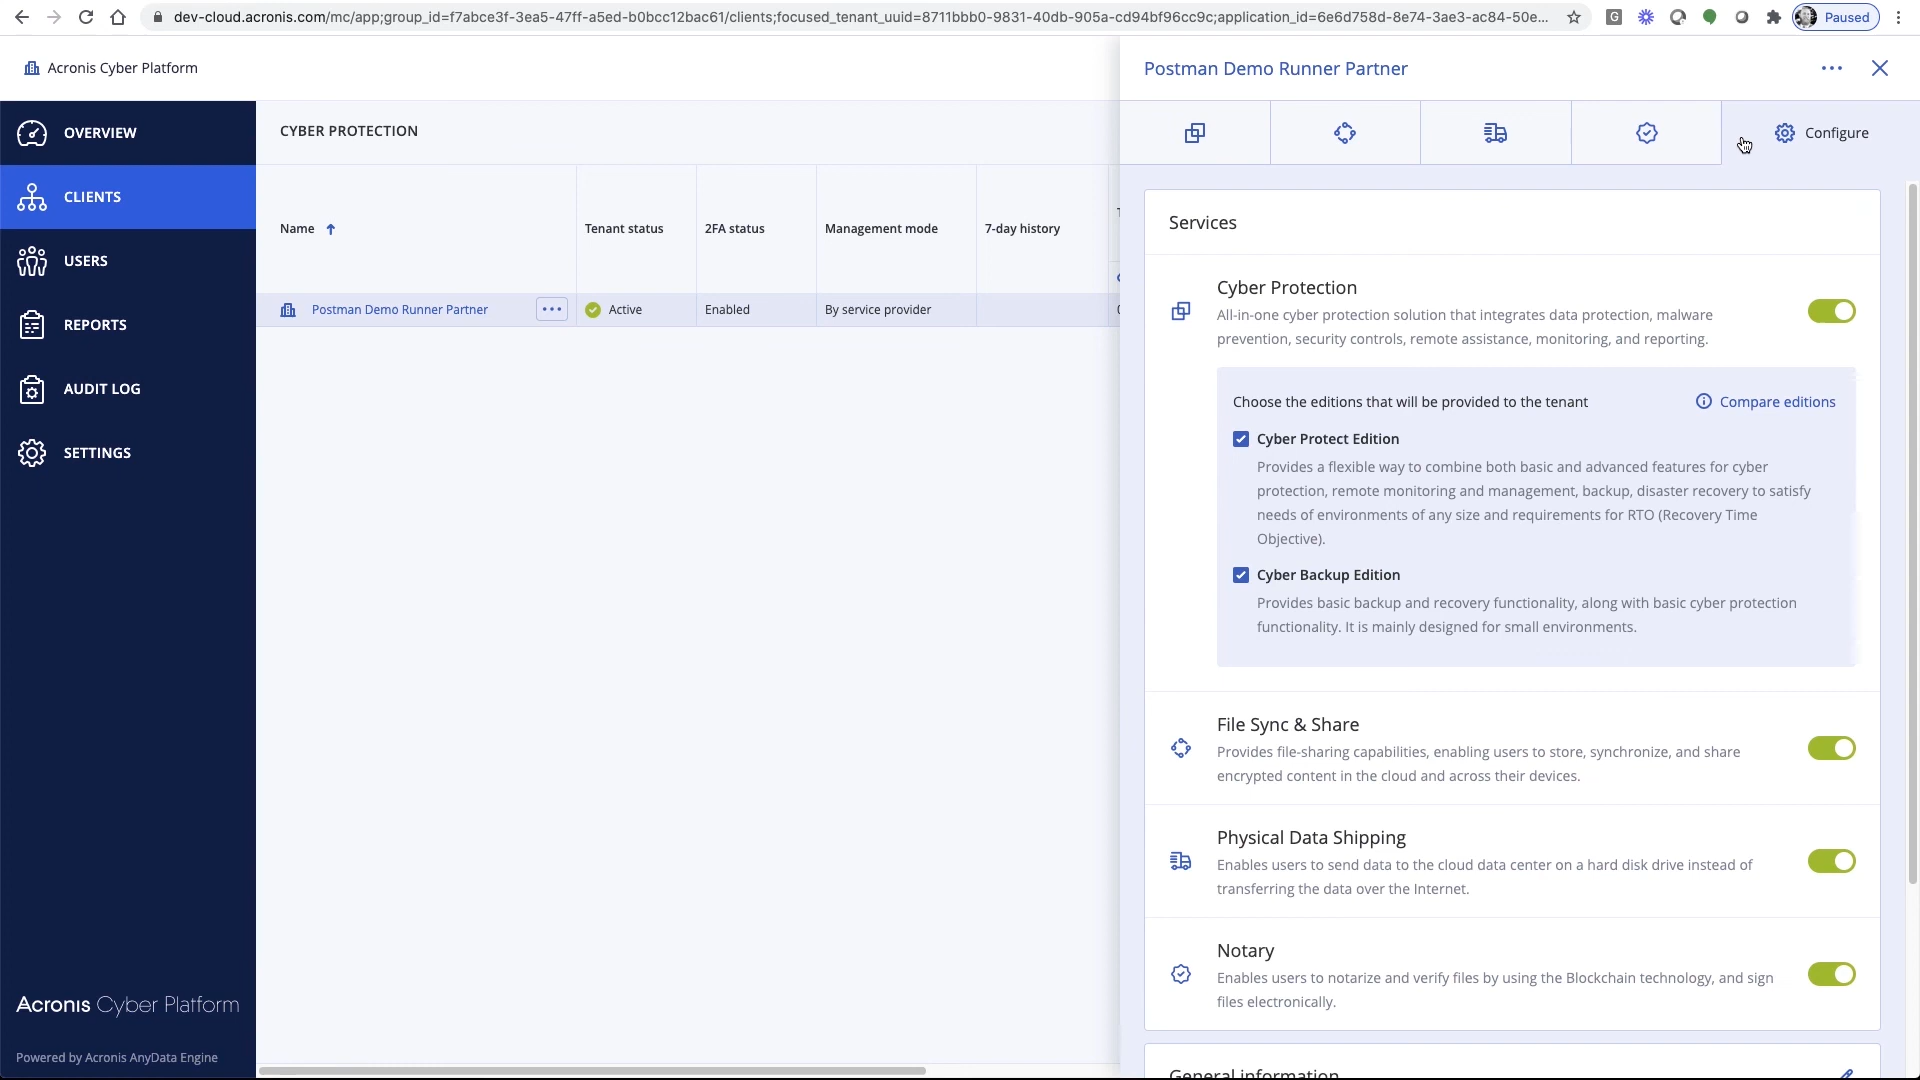 dev-cloud.acronis.com/mc/app;group_id=f7abce3f-3ea5-47ff-a5ed-b0bcc12bac61/clients;focused_tenant_uuid=8711bbb0-9831-40db-905a-cd94bf96cc9c;application_id=6e6d758d-8e74-3ae3-ac84-50e...
G
Paused
Acronis Cyber Platform
Postman Demo Runner Partner
OVERVIEW
CLIENTS
USERS
REPORTS
AUDIT LOG
SETTINGS
Acronis Cyber Platform
Powered by Acronis AnyData Engine
CYBER PROTECTION
Name
Tenant status
2FA status
Management mode
7-day history
Postman Demo Runner Partner
Active
Enabled
By service provider
Configure
Services
Cyber Protection
All-in-one cyber protection solution that integrates data protection, malware
prevention, security controls, remote assistance, monitoring, and reporting.
Choose the editions that will be provided to the tenant
Compare editions
Cyber Protect Edition
Provides a flexible way to combine both basic and advanced features for cyber
protection, remote monitoring and management, backup, disaster recovery to satisfy
needs of environments of any size and requirements for RTO (Recovery Time
Objective).
Cyber Backup Edition
Provides basic backup and recovery functionality, along with basic cyber protection
functionality. It is mainly designed for small environments.
File Sync & Share
Provides file-sharing capabilities, enabling users to store, synchronize, and share
encrypted content in the cloud and across their devices.
Physical Data Shipping
Enables users to send data to the cloud data center on a hard disk drive instead of
transferring the data over the Internet.
Notary
Enables users to notarize and verify files by using the Blockchain technology, and sign
files electronically.
General information